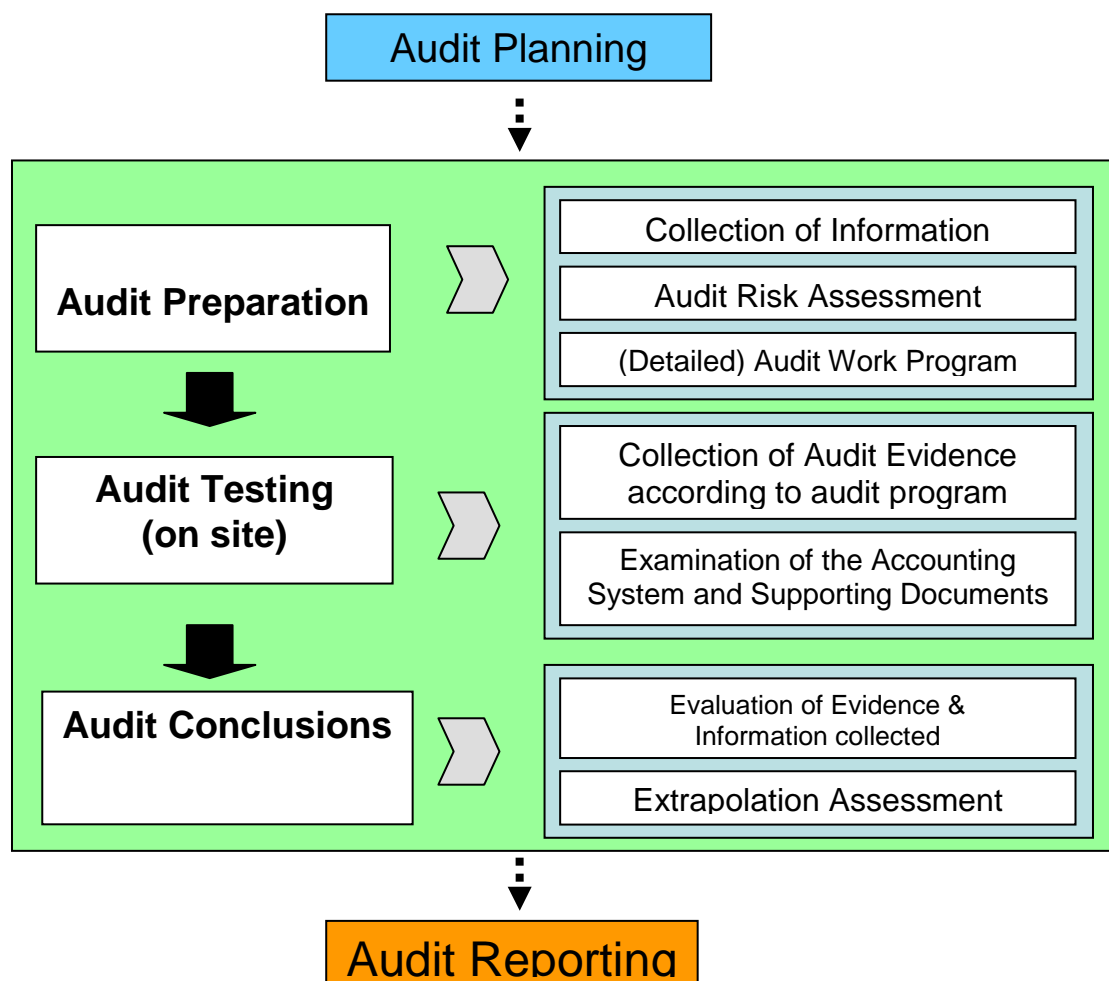 Audit Planning
Audit Preparation
Collection of Information
Audit Risk Assessment
(Detailed) Audit Work Program
Audit Testing
(on site)
Collection of Audit Evidence
according to audit program
Examination of the Accounting
System and Supporting Documents
Audit Conclusions
Evaluation of Evidence &
Information collected
Extrapolation Assessment
Audit Reporting